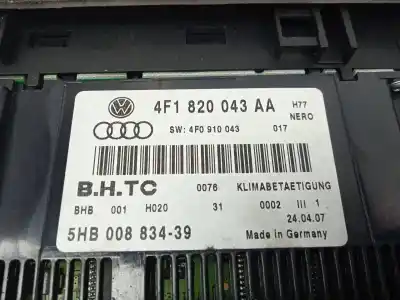 4F1 820 043 AA H77
NERO
SW: 4F0 910 043 017
B.H.TC 0076 KLIMABETAETIGUNG
BHB 001 H020 31 0002 III 1
24.04.07
5HB 008 834-39 Made in Germany